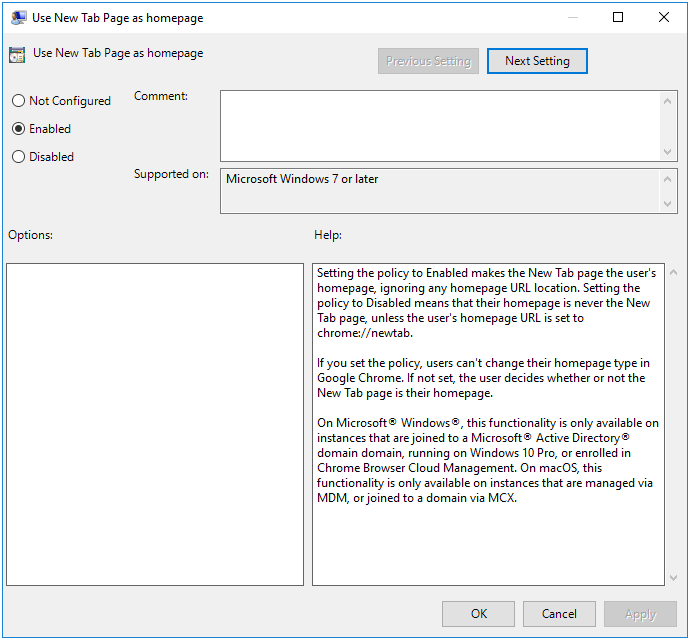 Use New Tab Page as homepage
Use New Tab Page as homepage
Previous Setting
Next Setting
Not Configured
Enabled
Disabled
Comment:
Supported on:
Microsoft Windows 7 or later
Options:
Help:
Setting the policy to Enabled makes the New Tab page the user's
homepage, ignoring any homepage URL location. Setting the
policy to Disabled means that their homepage is never the New
Tab page, unless the user's homepage URL is set to
chrome://newtab.
If you set the policy, users can't change their homepage type in
Google Chrome. If not set, the user decides whether or not the
New Tab page is their homepage.
On Microsoft® Windows®, this functionality is only available on
instances that are joined to a Microsoft® Active Directory®
domain domain, running on Windows 10 Pro, or enrolled in
Chrome Browser Cloud Management. On macOS, this
functionality is only available on instances that are managed via
MDM, or joined to a domain via MCX.
OK
Cancel
Apply